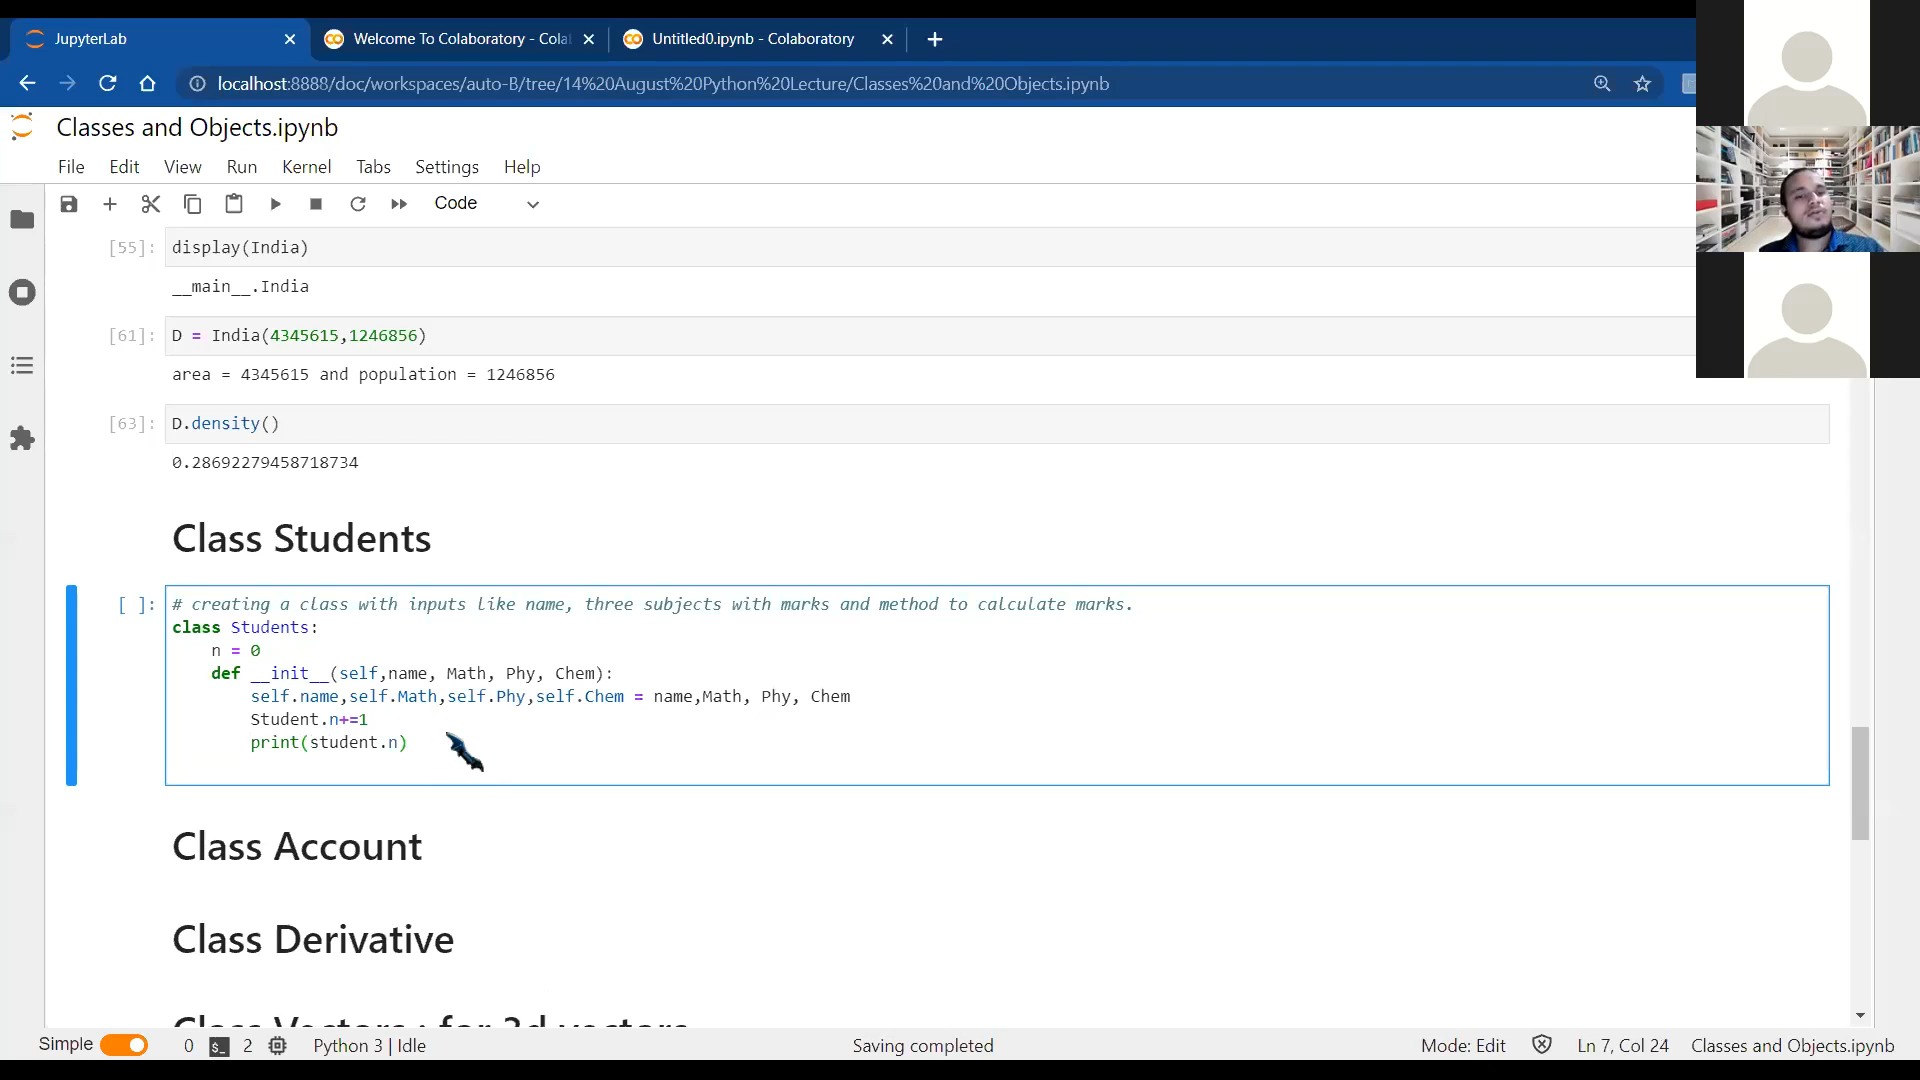 JupyterLab
Welcome To Colaboratory - Cola
Untitled0.ipynb - Colaboratory
localhost:8888/doc/workspaces/auto-B/tree/14%20August%20Python%20Lecture/Classes%20and%20Objects.ipynb
Classes and Objects.ipynb
File Edit View Run Kernel Tabs Settings Help
Code
[55]: display(India)
__main__.India
[61]: D = India(4345615,1246856)
area = 4345615 and population = 1246856
[63]: D.density()
0.28692279458718734
Class Students
[ ]: # creating a class with inputs like name, three subjects with marks and method to calculate marks.
class Students:
n = 0
def __init__(self,name, Math, Phy, Chem):
self.name,self.Math,self.Phy,self.Chem = name,Math, Phy, Chem
Student.n+=1
print(student.n)
Class Account
Class Derivative
Class Vectors : for 3d vectors
Simple 0 $_ 2 Python 3 | Idle Saving completed Mode: Edit Ln 7, Col 24 Classes and Objects.ipynb